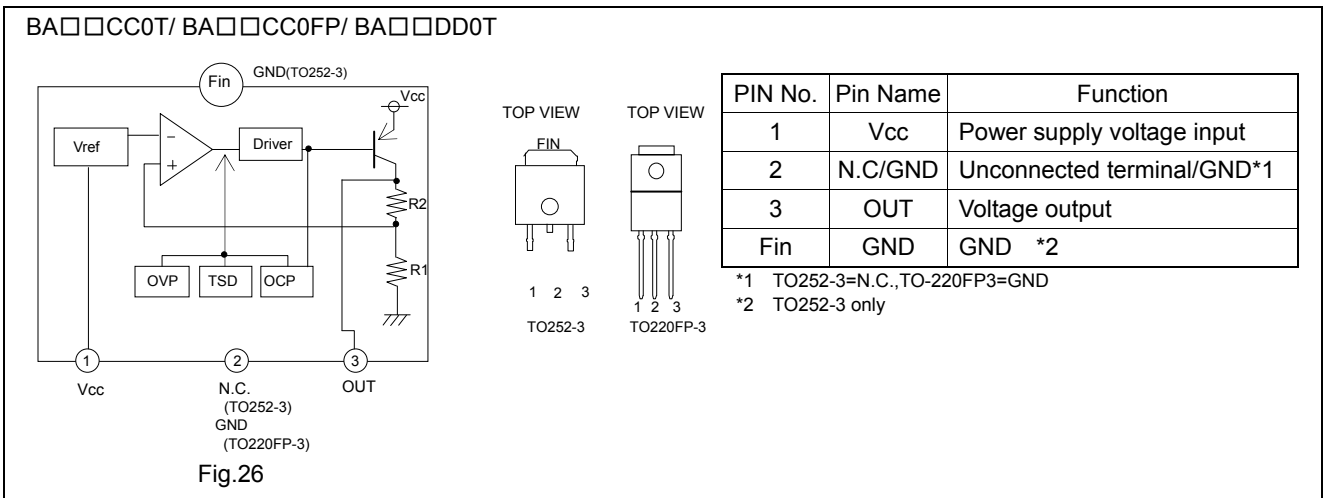 BA□□CC0T/ BA□□CC0FP/ BA□□DD0T
Fin
GND(TO252-3)
Vcc
Vref
−
+
Driver
R2
R1
OVP
TSD
OCP
1
2
3
Vcc
N.C.
(TO252-3)
GND
(TO220FP-3)
OUT
Fig.26
TOP VIEW
FIN
1 2 3
TO252-3
TOP VIEW
1 2 3
TO220FP-3
PIN No. Pin Name Function
1 Vcc Power supply voltage input
2 N.C/GND Unconnected terminal/GND*1
3 OUT Voltage output
Fin GND GND *2
*1 TO252-3=N.C.,TO-220FP3=GND
*2 TO252-3 only